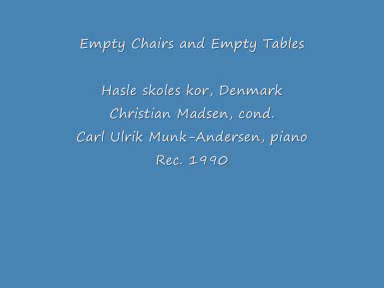 Empty Chairs and Empty Tables
Hasle skoles kor, Denmark
Christian Madsen, cond.
Carl Ulrik Munk-Andersen, piano
Rec. 1990